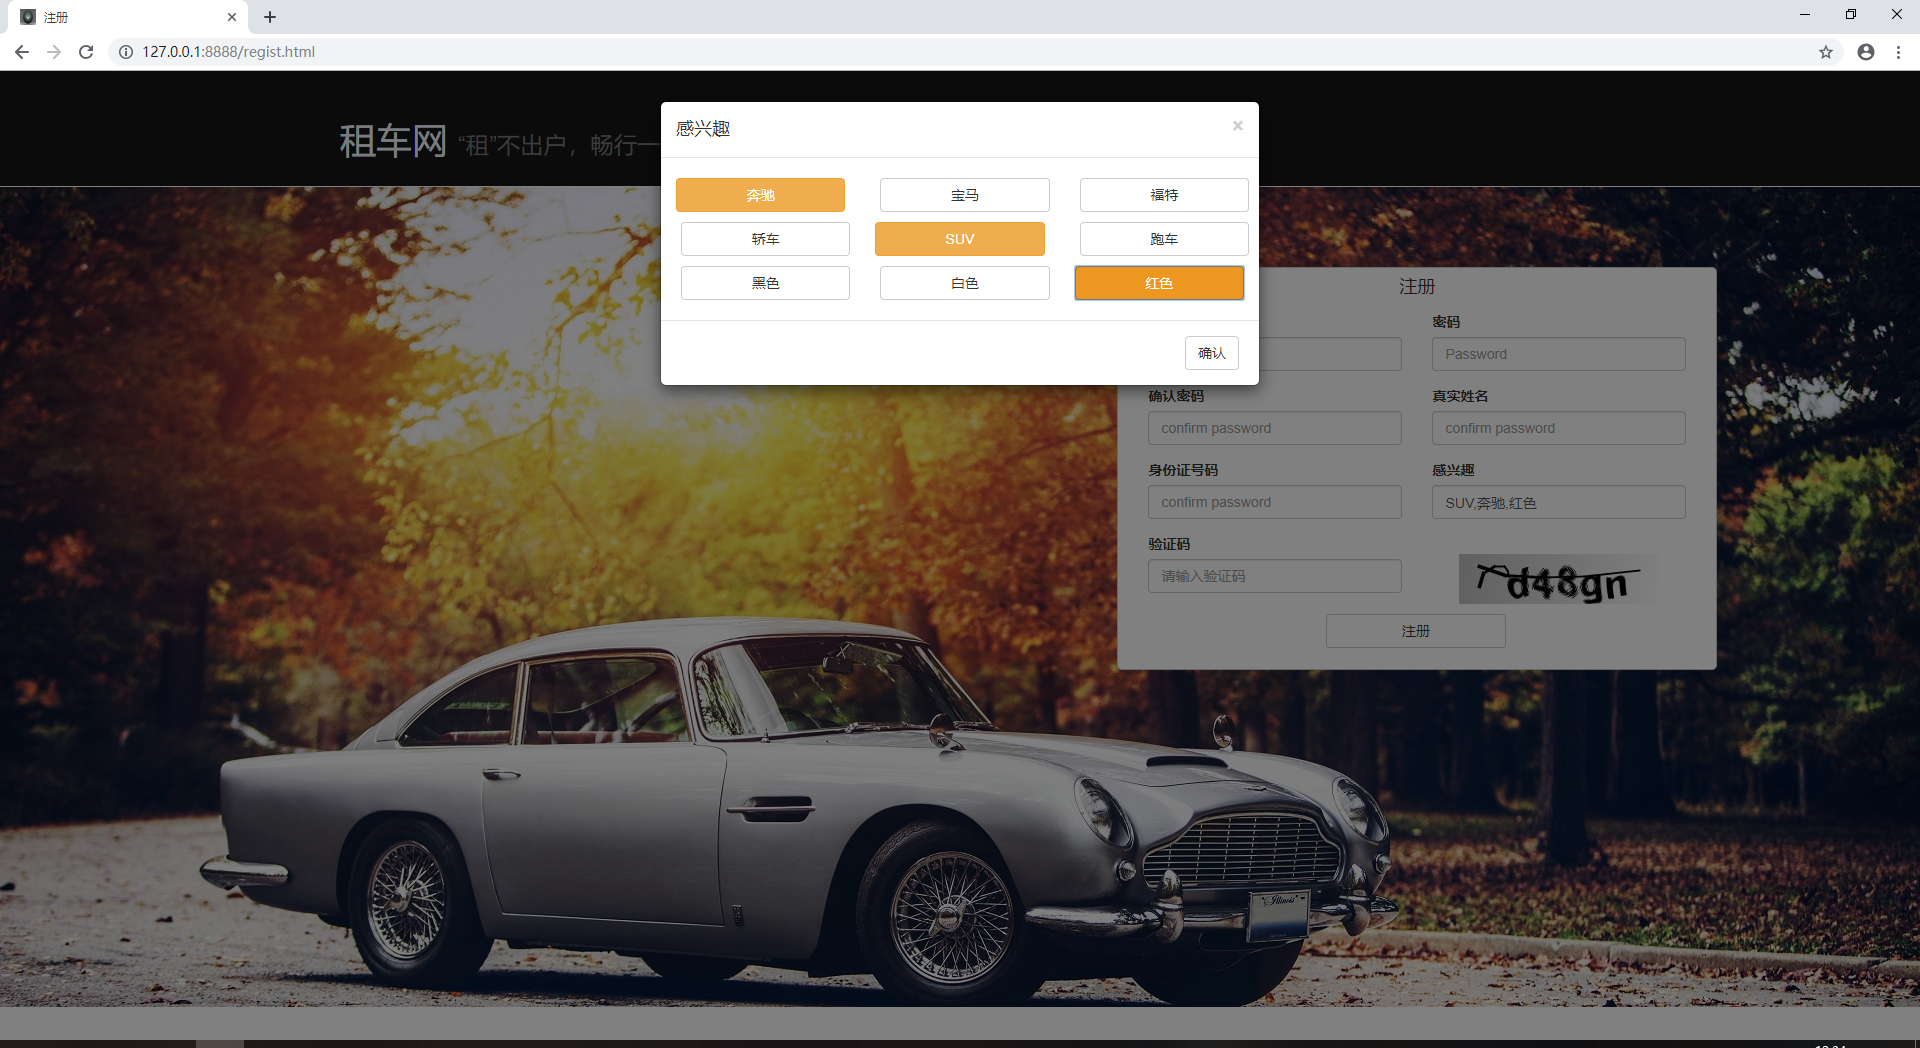 注册
127.0.0.1:8888/regist.html
租车网 “租”不出户，畅行一
感兴趣 ×
奔驰 宝马 福特
轿车 SUV 跑车
黑色 白色 红色
确认
注册
密码
Password
确认密码 真实姓名
confirm password confirm password
身份证号码 感兴趣
confirm password SUV,奔驰,红色
验证码
请输入验证码 d48gn
注册
Illinois